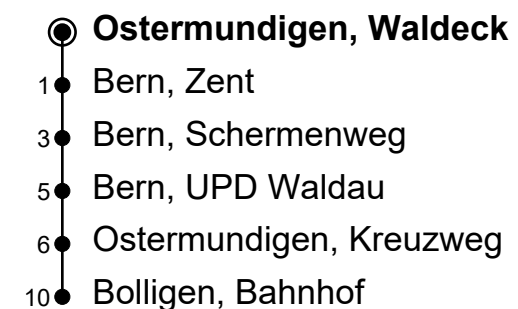 Ostermundigen, Waldeck
1 Bern, Zent
3 Bern, Schermenweg
5 Bern, UPD Waldau
6 Ostermundigen, Kreuzweg
10 Bolligen, Bahnhof